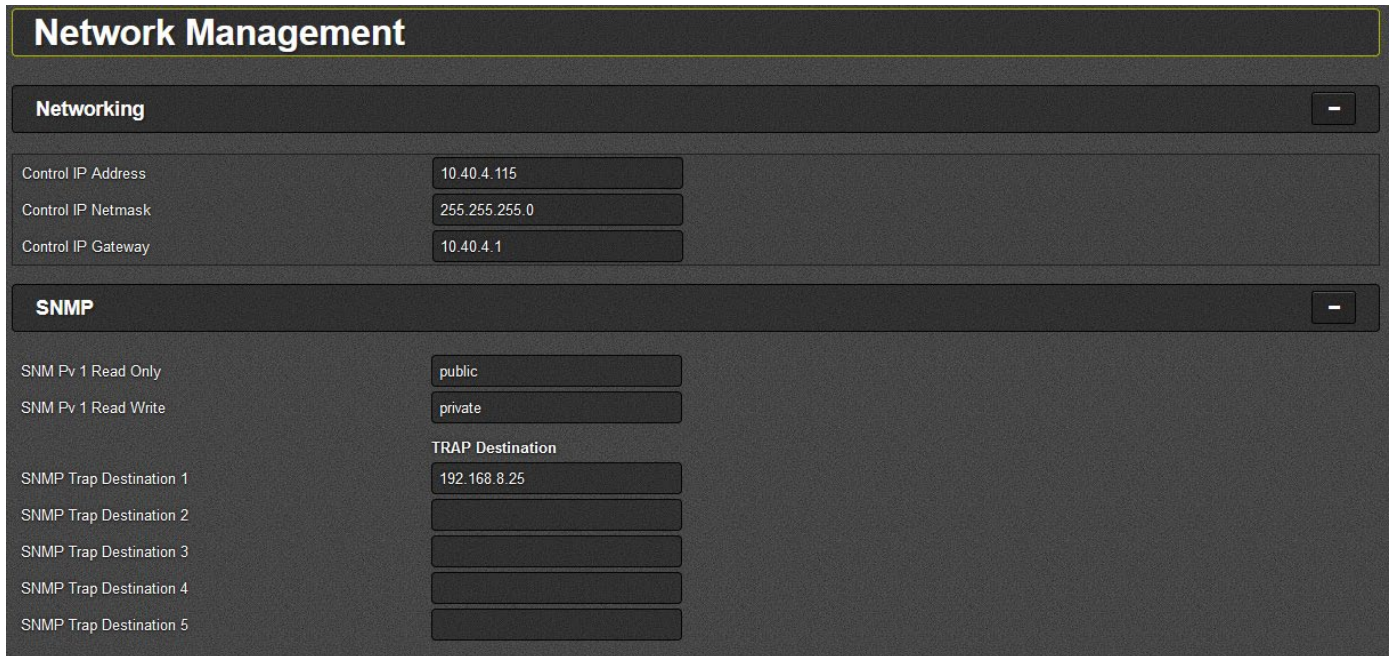 Network Management
Networking
-
Control IP Address 10.40.4.115
Control IP Netmask 255.255.255.0
Control IP Gateway 10.40.4.1
SNMP
-
SNM Pv 1 Read Only public
SNM Pv 1 Read Write private
TRAP Destination
SNMP Trap Destination 1 192.168.8.25
SNMP Trap Destination 2
SNMP Trap Destination 3
SNMP Trap Destination 4
SNMP Trap Destination 5